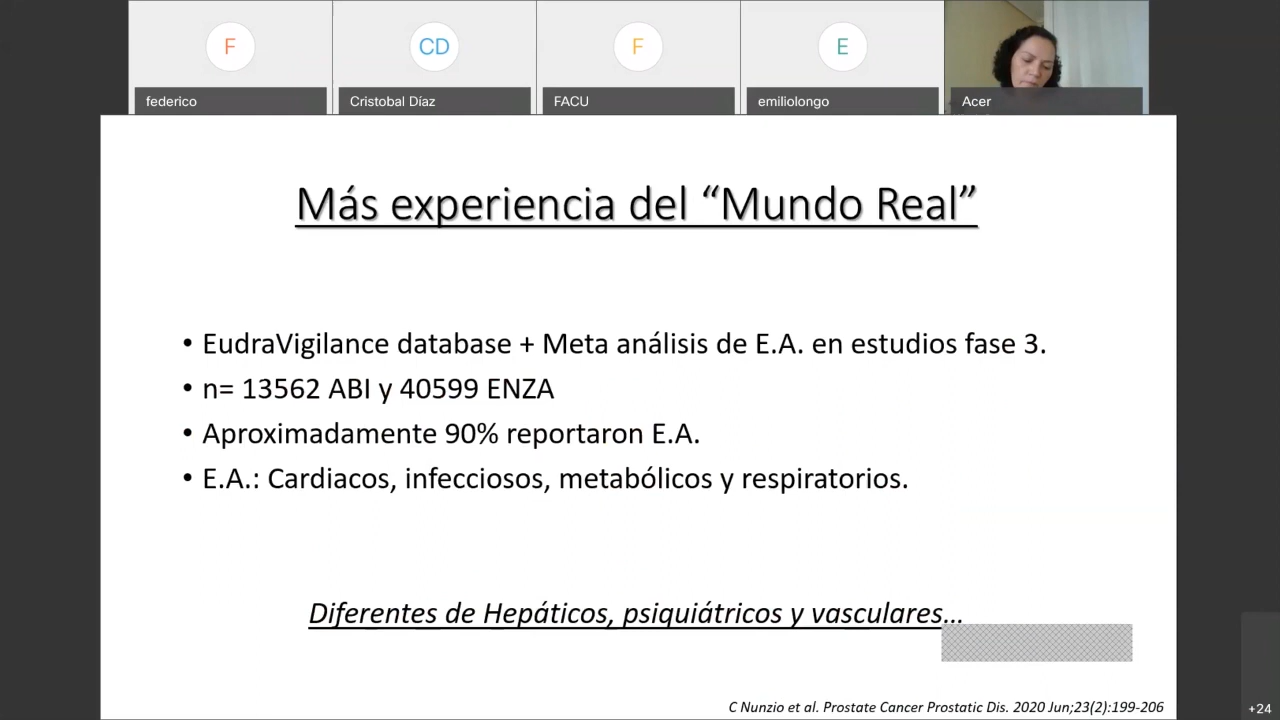 F
CD
F
E
federico
Cristobal Díaz
FACU
emiliolongo
Acer
Más experiencia del “Mundo Real”
• EudraVigilance database + Meta análisis de E.A. en estudios fase 3.
• n= 13562 ABI y 40599 ENZA
• Aproximadamente 90% reportaron E.A.
• E.A.: Cardiacos, infecciosos, metabólicos y respiratorios.
Diferentes de Hepáticos, psiquiátricos y vasculares…
C Nunzio et al. Prostate Cancer Prostatic Dis. 2020 Jun;23(2):199-206
+24